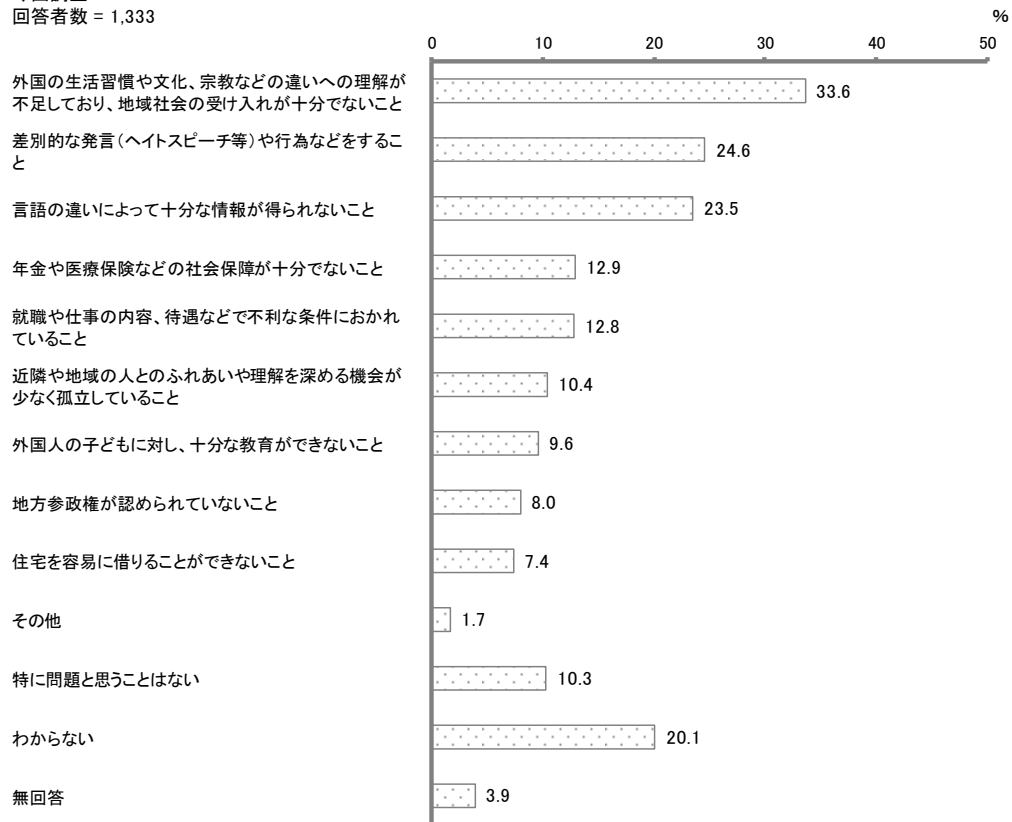 回答者数 = 1,333
%
0 10 20 30 40 50
外国の生活習慣や文化、宗教などの違いへの理解が
不足しており、地域社会の受け入れが十分でないこと
33.6
差別的な発言(ヘイトスピーチ等)や行為などをするこ
と
24.6
言語の違いによって十分な情報が得られないこと
23.5
年金や医療保険などの社会保障が十分でないこと
12.9
就職や仕事の内容、待遇などで不利な条件におかれ
ていること
12.8
近隣や地域の人とのふれあいや理解を深める機会が
少なく孤立していること
10.4
外国人の子どもに対し、十分な教育ができないこと
9.6
地方参政権が認められていないこと
8.0
住宅を容易に借りることができないこと
7.4
その他
1.7
特に問題と思うことはない
10.3
わからない
20.1
無回答
3.9